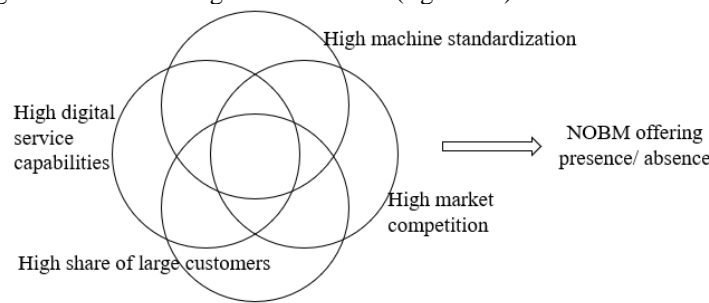 High machine standardization
High digital
service
capabilities
NOBM offering
presence/ absence
High market
competition
High share of large customers